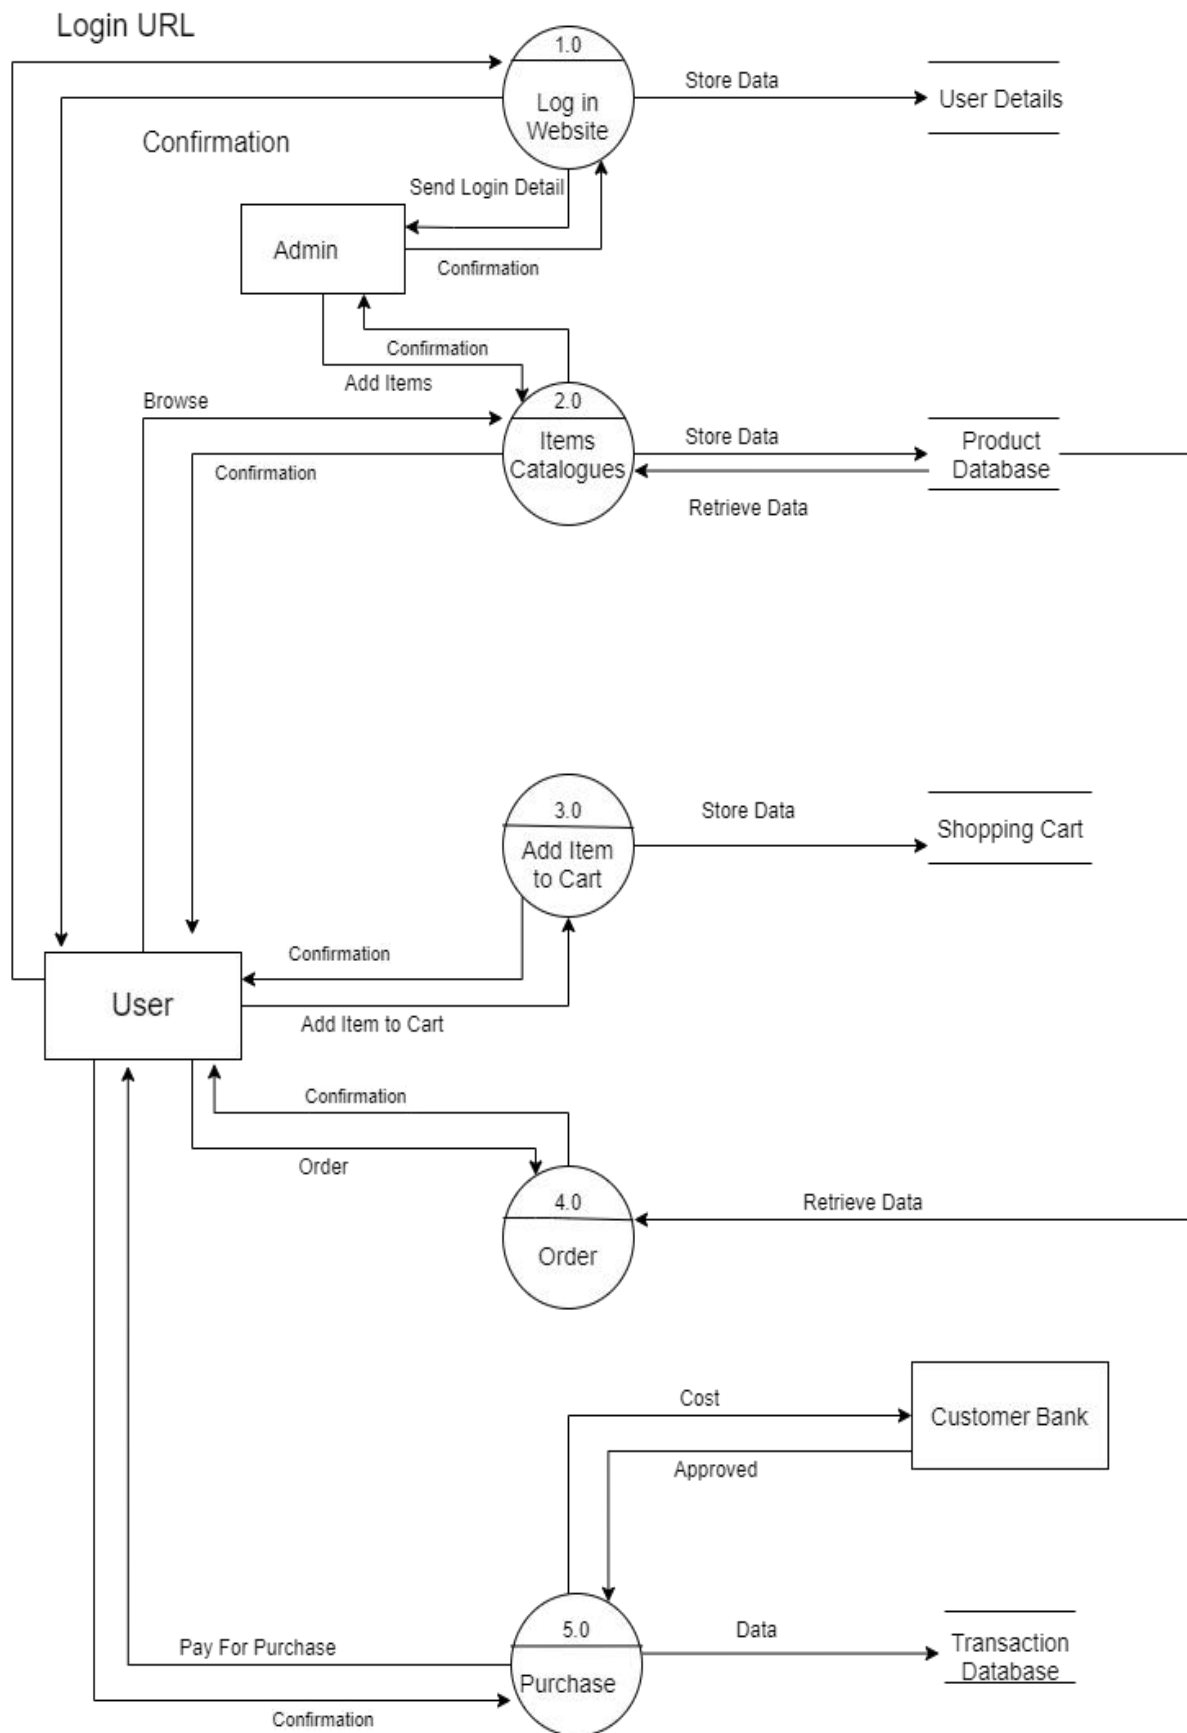 Login URL
1.0
Log in
Website
Store Data
User Details
Confirmation
Send Login Detail
Admin
Confirmation
Confirmation
Add Items
Browse
2.0
Items
Catalogues
Store Data
Product
Database
Confirmation
Retrieve Data
3.0
Add Item
to Cart
Store Data
Shopping Cart
Confirmation
User
Add Item to Cart
Confirmation
Order
4.0
Order
Retrieve Data
Cost
Customer Bank
Approved
5.0
Purchase
Data
Transaction
Database
Pay For Purchase
Confirmation